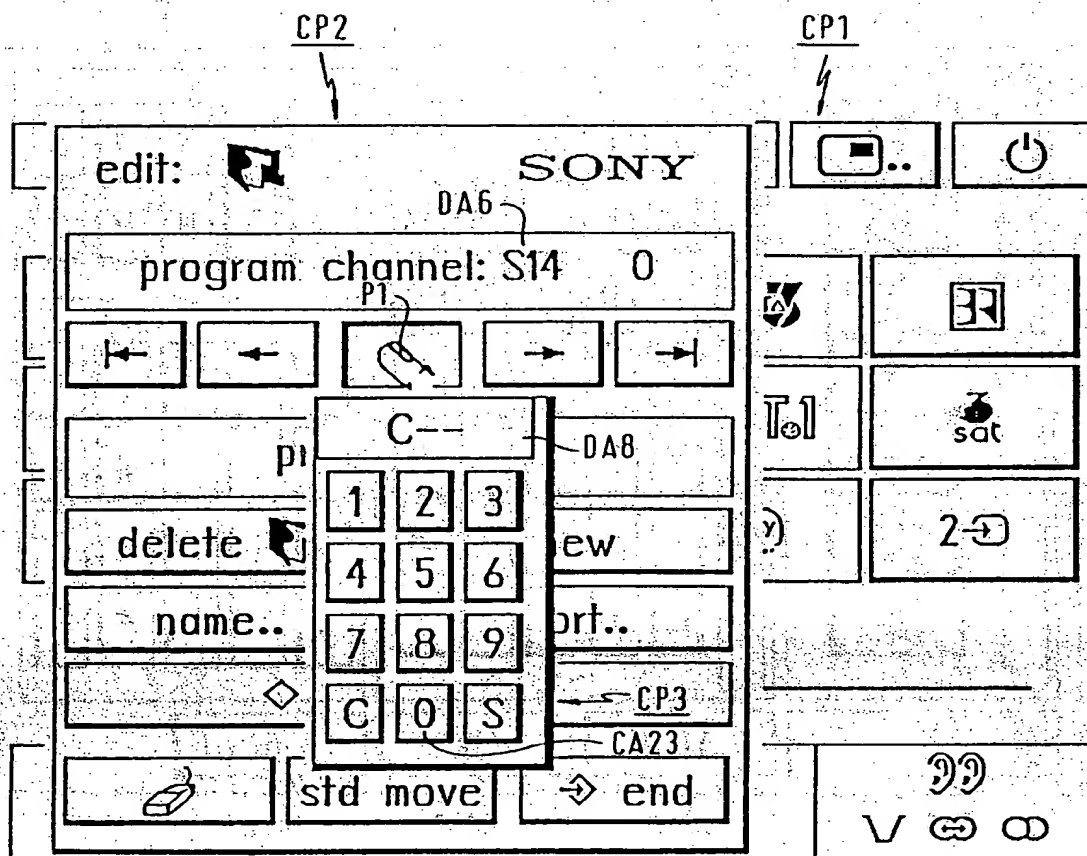 CP2 CP1
edit: SONY
DA6
program channel: S14 0
P1
C--
DA8
T.1
sat
1 2 3
delete
4 5 6
2
name..
ort..
7 8 9
C 0 S
CP3
CA23
std move
end